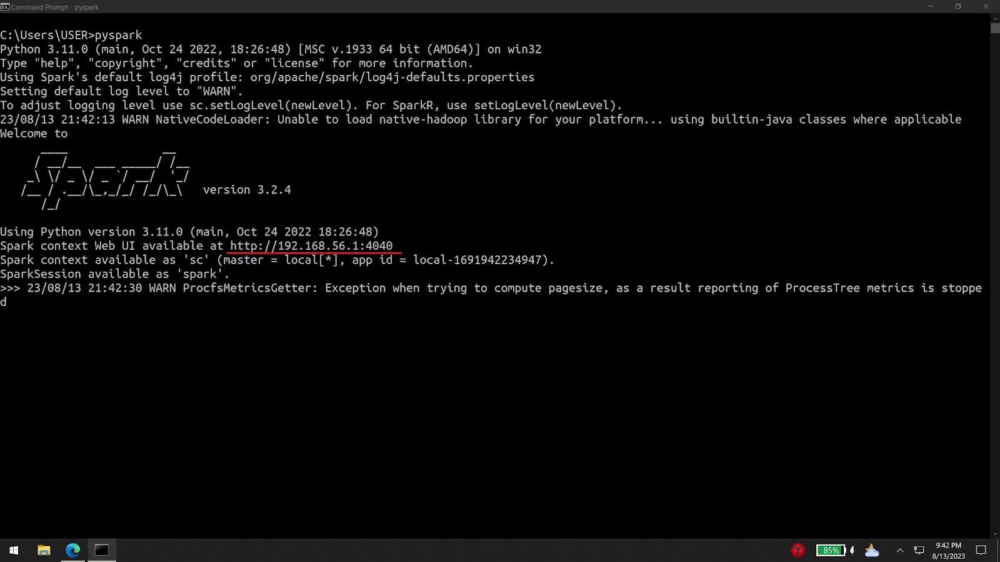 Command Prompt - pyspark
C:\Users\USER>pyspark
Python 3.11.0 (main, Oct 24 2022, 18:26:48) [MSC v.1933 64 bit (AMD64)] on win32
Type "help", "copyright", "credits" or "license" for more information.
Using Spark's default log4j profile: org/apache/spark/log4j-defaults.properties
Setting default log level to "WARN".
To adjust logging level use sc.setLogLevel(newLevel). For SparkR, use setLogLevel(newLevel).
23/08/13 21:42:13 WARN NativeCodeLoader: Unable to load native-hadoop library for your platform... using builtin-java classes where applicable
Welcome to
      ____              __
     / __/__  ___ _____/ /__
    _\ \/ _ \/ _ `/ __/  '_/
   /__ / .__/\_,_/_/ /_/\_\   version 3.2.4
      /_/
Using Python version 3.11.0 (main, Oct 24 2022 18:26:48)
Spark context Web UI available at http://192.168.56.1:4040
Spark context available as 'sc' (master = local[*], app id = local-1691942234947).
SparkSession available as 'spark'.
>>> 23/08/13 21:42:30 WARN ProcfsMetricsGetter: Exception when trying to compute pagesize, as a result reporting of ProcessTree metrics is stoppe
d
85%
9:42 PM
8/13/2023